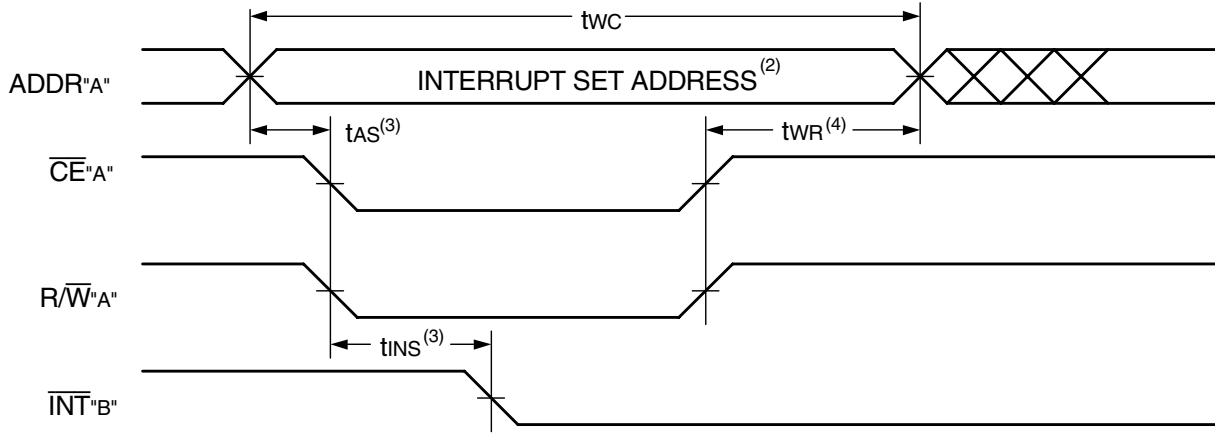 tWC
ADDR"A"
INTERRUPT SET ADDRESS(2)
tAS(3)
tWR(4)
CE"A"
R/W"A"
tINS(3)
INT"B"